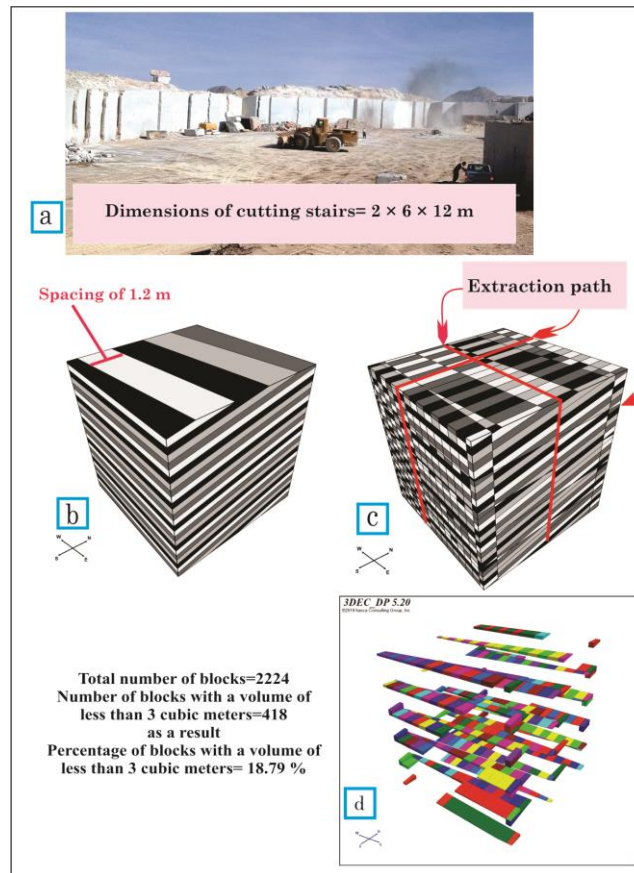 Dimensions of cutting stairs= 2 × 6 × 12 m
a
Spacing of 1.2 m
Extraction path
b
c
W
N
S
E
W
N
S
E
3DEC_DP 5.20
Total number of blocks=2224
Number of blocks with a volume of
less than 3 cubic meters=418
as a result
Percentage of blocks with a volume of
less than 3 cubic meters= 18.79 %
d